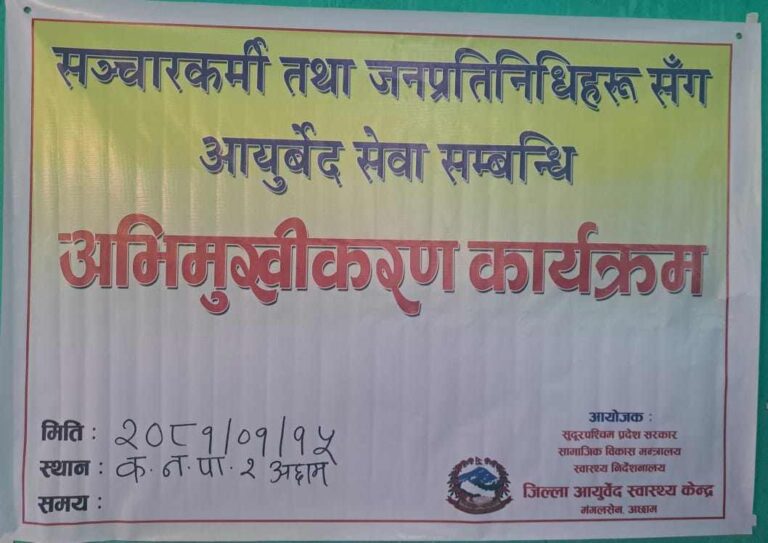 सञ्चारकर्मी तथा जनप्रतिनिधिहरू सँग
आयुर्बेद सेवा सम्बन्धि
अभिमुखीकरण कार्यक्रम
मिति : २०८१/०१/१५
स्थान : क. न. पा. २ अछाम
समय :
आयोजक :
सुदूरपश्चिम प्रदेश सरकार
सामाजिक विकास मन्त्रालय
स्वास्थ्य निर्देशनालय
जिल्ला आयुर्वेद स्वास्थ्य केन्द्र
मंगलसेन, अछाम